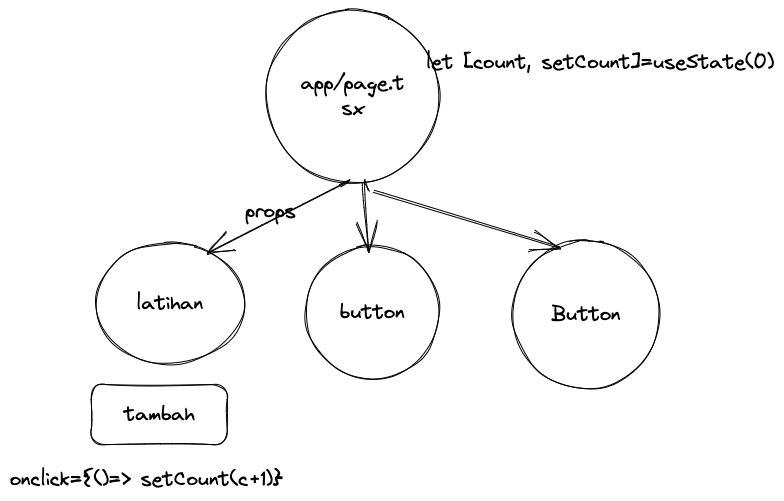 let [count, setCount]=useState(0)
app/page.t
sx
props
latihan
button
Button
tambah
onclick={()=> setCount(c+1)}